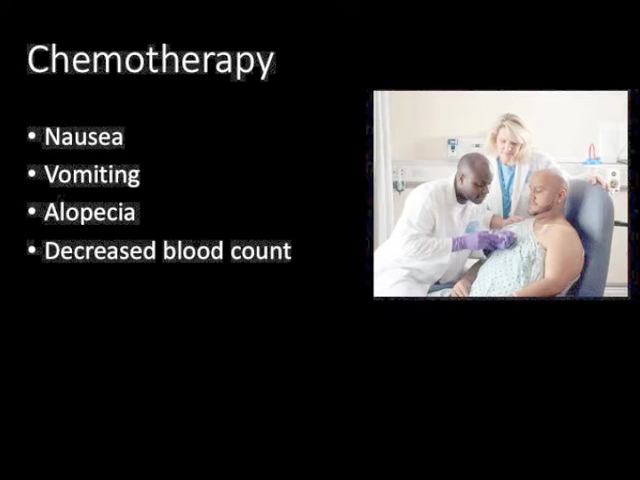 Chemotherapy
• Nausea
• Vomiting
• Alopecia
• Decreased blood count